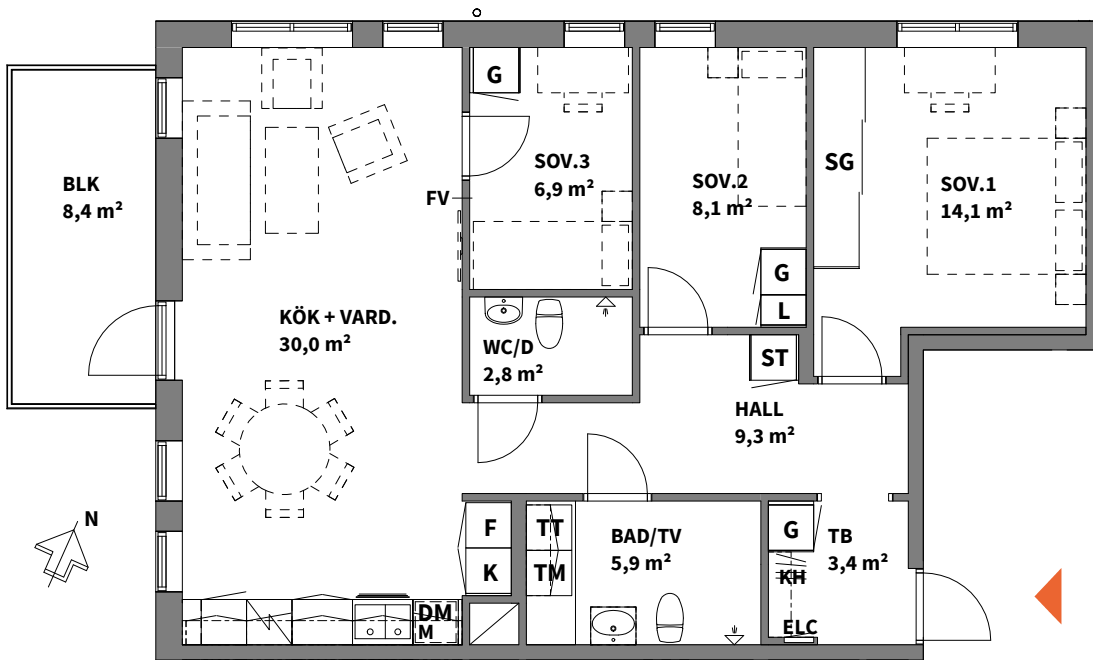 G
SOV.3
6,9 m²
FV
SOV.2
8,1 m²
SG
SOV.1
14,1 m²
BLK
8,4 m²
G
L
KÖK + VARD.
30,0 m²
WC/D
2,8 m²
ST
HALL
9,3 m²
N
F
K
TT
TM
BAD/TV
5,9 m²
G
TB
3,4 m²
KH
ELC
DM
M